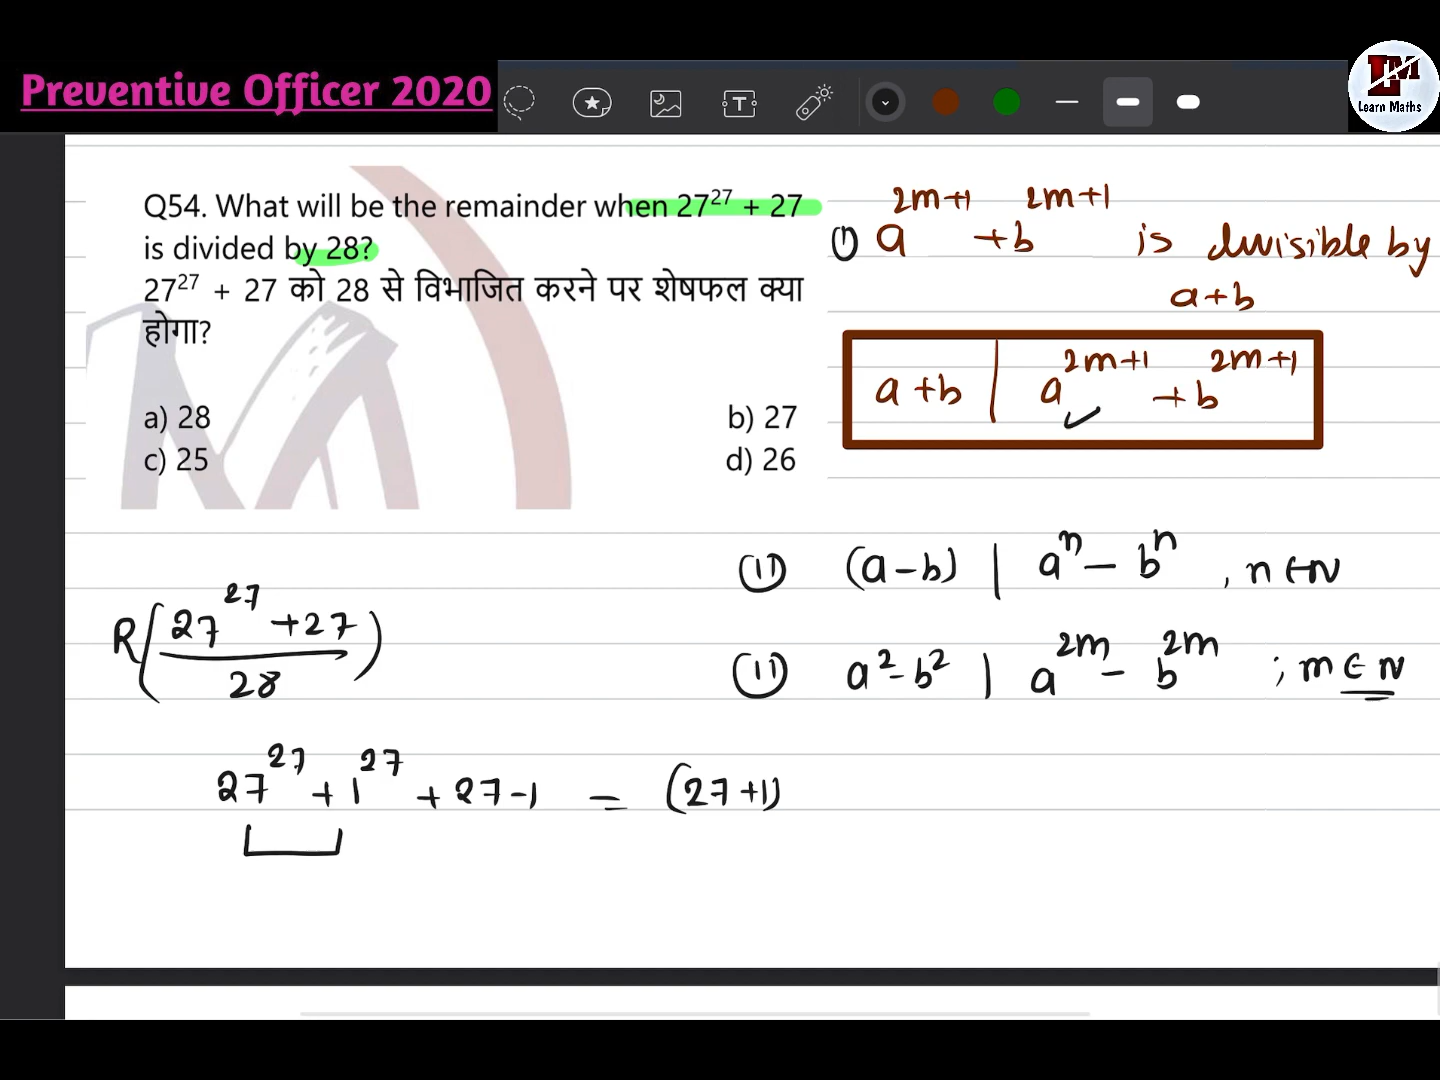 Preventive Officer 2020
LM
Learn Maths
Q54. What will be the remainder when 27²⁷ + 27
is divided by 28?
27²⁷ + 27 को 28 से विभाजित करने पर शेषफल क्या
होगा?
a) 28 b) 27
c) 25 d) 26
(i) a^(2m+1) + b^(2m+1) is divisible by
a+b
a+b | a^(2m+1) + b^(2m+1)
(ii) (a-b) | aⁿ - bⁿ , n ∈ N
(ii) a² - b² | a^(2m) - b^(2m) ; m ∈ N
R((27²⁷ + 27)/28)
27²⁷ + 1²⁷ + 27 - 1 = (27+1)